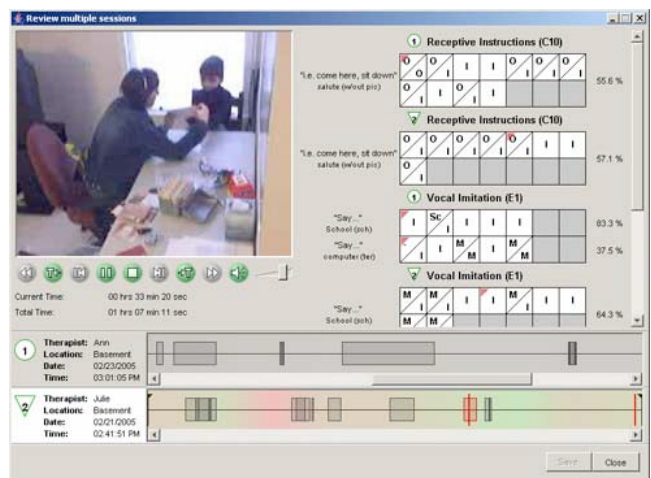 Review multiple sessions
1 Receptive Instructions (C10)
"i.e. come here, sit down"
salute (w/out pic)
O O O I I I O I O I O I
O I I O I I
55.6 %
2 Receptive Instructions (C10)
"i.e. come here, sit down"
salute (w/out pic)
O I O I O I O I O I I I
O I
57.1 %
1 Vocal Imitation (E1)
"Say..."
School (sch)
I Sc I I I I
83.3 %
"Say..."
computer (ter)
I M M I M M
37.5 %
2 Vocal Imitation (E1)
"Say..."
School (sch)
M I M I I I M I I I
M M
64.3 %
Current Time: 00 hrs 33 min 20 sec
Total Time: 01 hrs 07 min 11 sec
1
Therapist: Ann
Location: Basement
Date: 02/23/2005
Time: 03:01:05 PM
2
Therapist: Julie
Location: Basement
Date: 02/21/2005
Time: 02:41:51 PM
Save Close